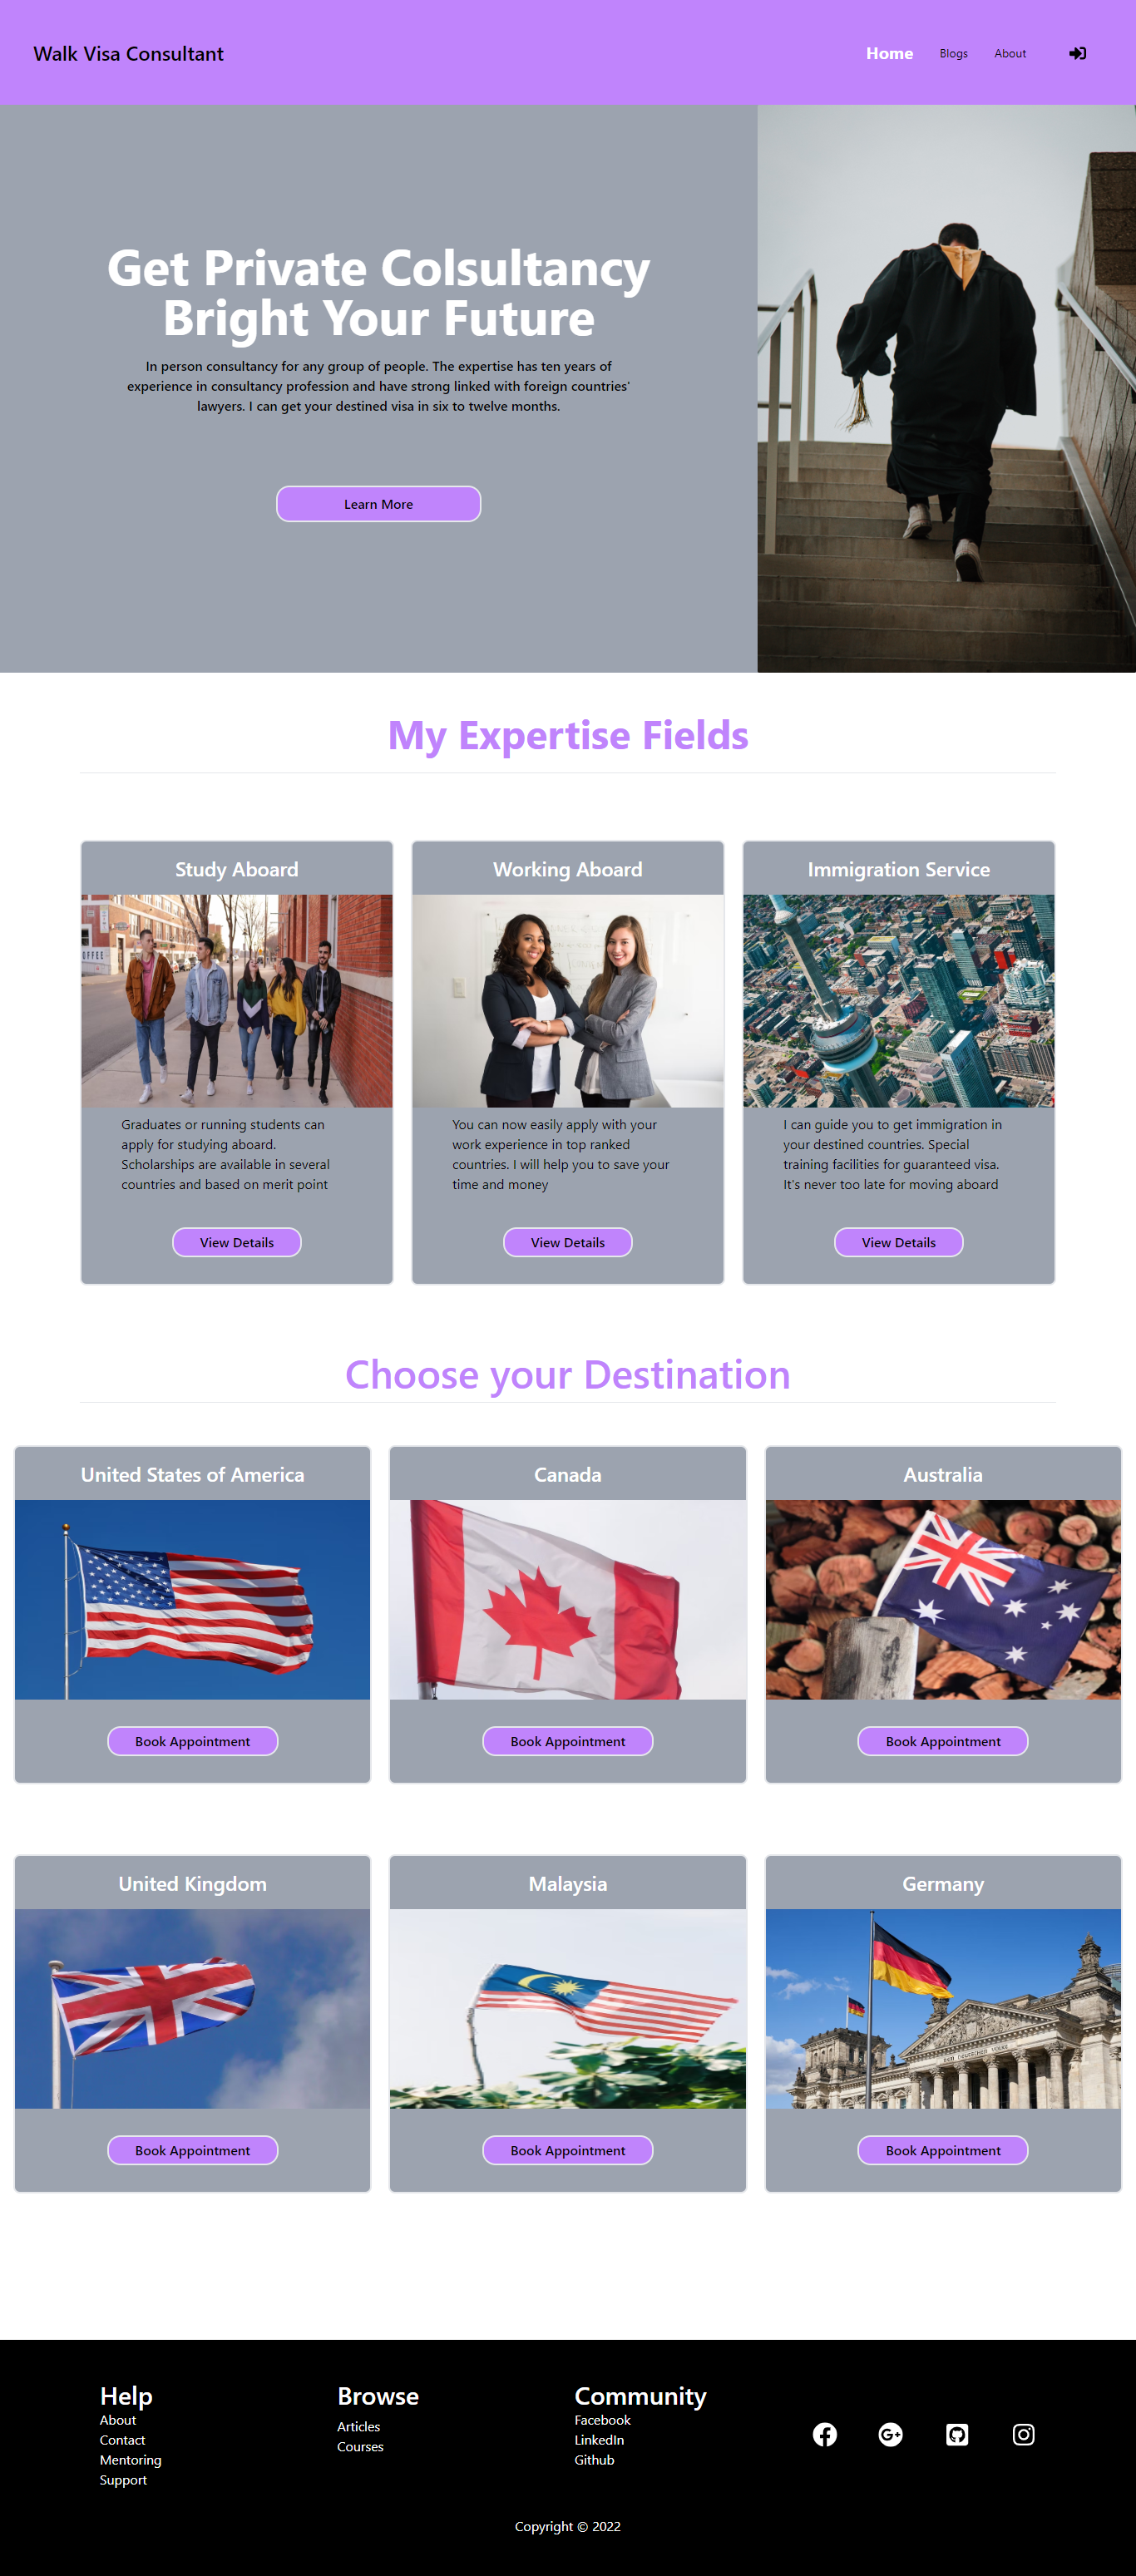 Walk Visa Consultant
Home
Blogs
About
Get Private Colsultancy
Bright Your Future
In person consultancy for any group of people. The expertise has ten years of
experience in consultancy profession and have strong linked with foreign countries'
lawyers. I can get your destined visa in six to twelve months.
Learn More
My Expertise Fields
Study Aboard
OFFEE
Graduates or running students can
apply for studying aboard.
Scholarships are available in several
countries and based on merit point
View Details
Working Aboard
You can now easily apply with your
work experience in top ranked
countries. I will help you to save your
time and money
View Details
Immigration Service
I can guide you to get immigration in
your destined countries. Special
training facilities for guaranteed visa.
It's never too late for moving aboard
View Details
Choose your Destination
United States of America
Book Appointment
Canada
Book Appointment
Australia
Book Appointment
United Kingdom
Book Appointment
Malaysia
Book Appointment
Germany
DEM DEUTSCHEN VOLKE
Book Appointment
Help
About
Contact
Mentoring
Support
Browse
Articles
Courses
Community
Facebook
LinkedIn
Github
Copyright © 2022